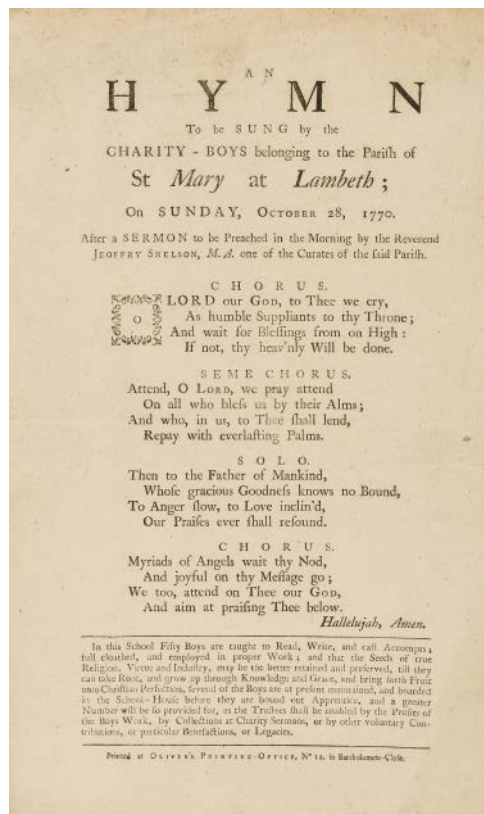 AN
HYMN
To be SUNG by the
CHARITY-BOYS belonging to the Pariſh of
St Mary at Lambeth;
On SUNDAY, OCTOBER 28, 1770.
After a SERMON to be Preached in the Morning by the Reverend
JEOFFRY SNELSON, M. A. one of the Curates of the ſaid Pariſh.
CHORUS.
O LORD our GOD, to Thee we cry,
As humble Suppliants to thy Throne;
And wait for Bleſſings from on High:
If not, thy heav'nly Will be done.
SEME CHORUS.
Attend, O LORD, we pray attend
On all who bleſs us by their Alms;
And who, in us, to Thee ſhall lend,
Repay with everlaſting Palms.
SOLO.
Then to the Father of Mankind,
Whoſe gracious Goodneſs knows no Bound,
To Anger ſlow, to Love inclin'd,
Our Praiſes ever ſhall reſound.
CHORUS.
Myriads of Angels wait thy Nod,
And joyful on thy Meſſage go;
We too, attend on Thee our GOD,
And aim at praiſing Thee below.
Hallelujah, Amen.
In this School Fifty Boys are taught to Read, Write, and caſt Accompts;
full cloathed, and employed in proper Work; and that the Seeds of true
Religion, Virtue and Induſtry, may be the better retained and preſerved, till they
can take Root, and grow up through Knowledge and Grace, and bring forth Fruit
unto Chriſtian Perfection, ſeveral of the Boys are at preſent maintained, and boarded
in the School-Houſe before they are bound out Apprentice, and a greater
Number will be ſo provided for, as the Truſtees ſhall be enabled by the Profits of
the Boys Work, by Collections at Charity Sermons, or by other voluntary Con-
tributions, or particular Benefactions, or Legacies.
Printed at OLIVER's PRINTING-OFFICE, Nº 12, in Bartholomew-Cloſe.